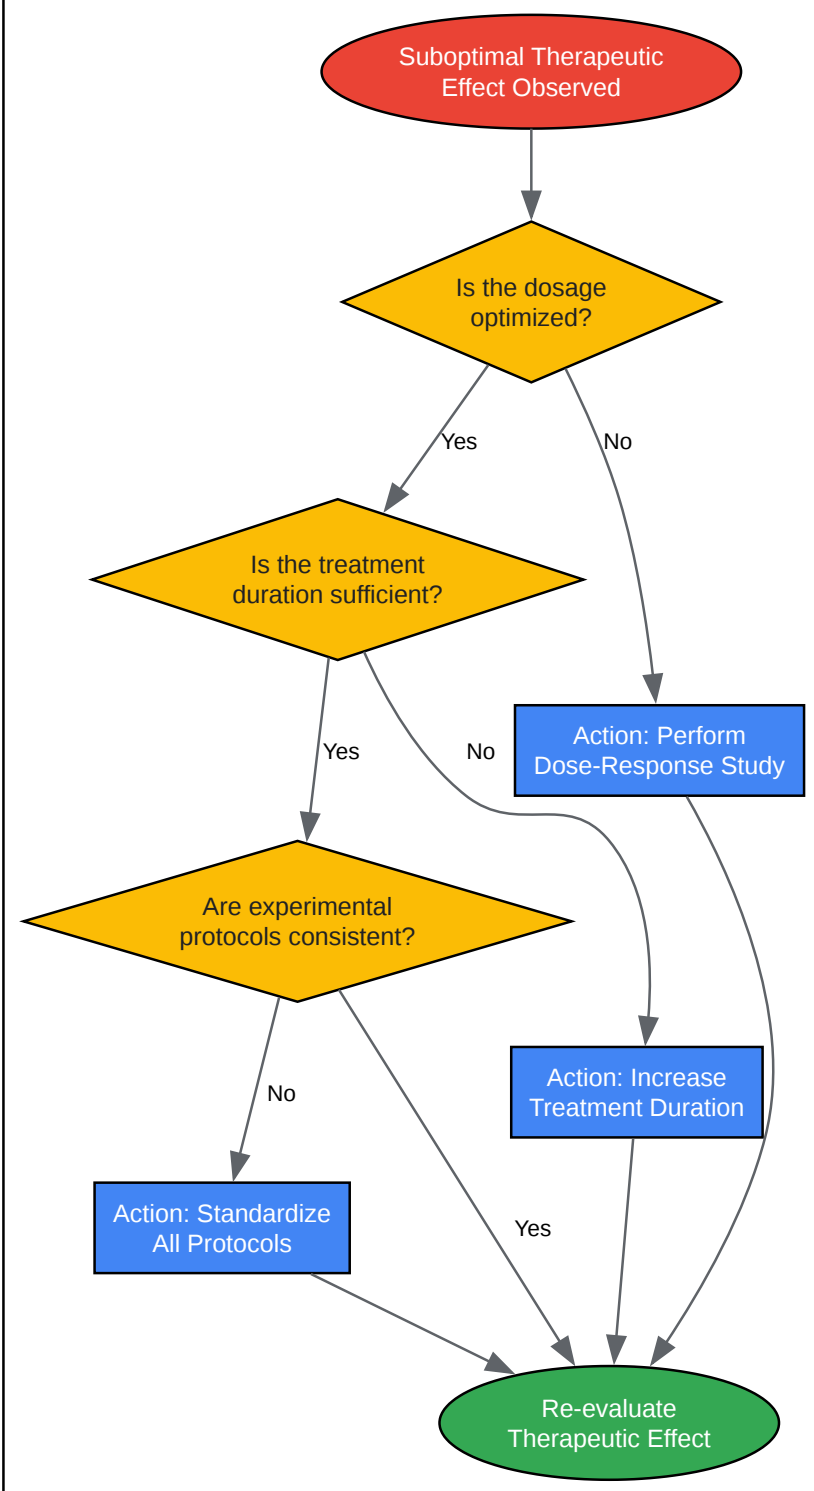 Suboptimal Therapeutic
Effect Observed
Is the dosage
optimized?
Yes
No
Is the treatment
duration sufficient?
Action: Perform
Dose-Response Study
Yes
No
Are experimental
protocols consistent?
Action: Increase
Treatment Duration
No
Action: Standardize
All Protocols
Yes
Re-evaluate
Therapeutic Effect